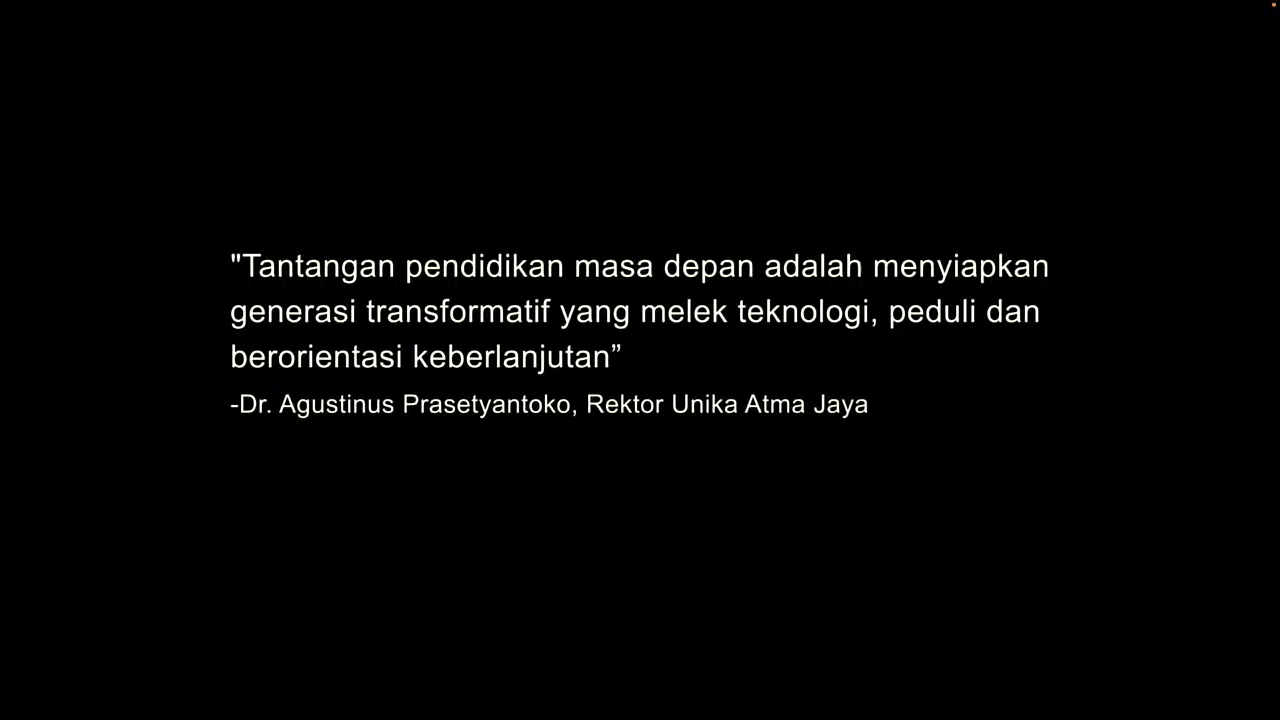 "Tantangan pendidikan masa depan adalah menyiapkan
generasi transformatif yang melek teknologi, peduli dan
berorientasi keberlanjutan”
-Dr. Agustinus Prasetyantoko, Rektor Unika Atma Jaya